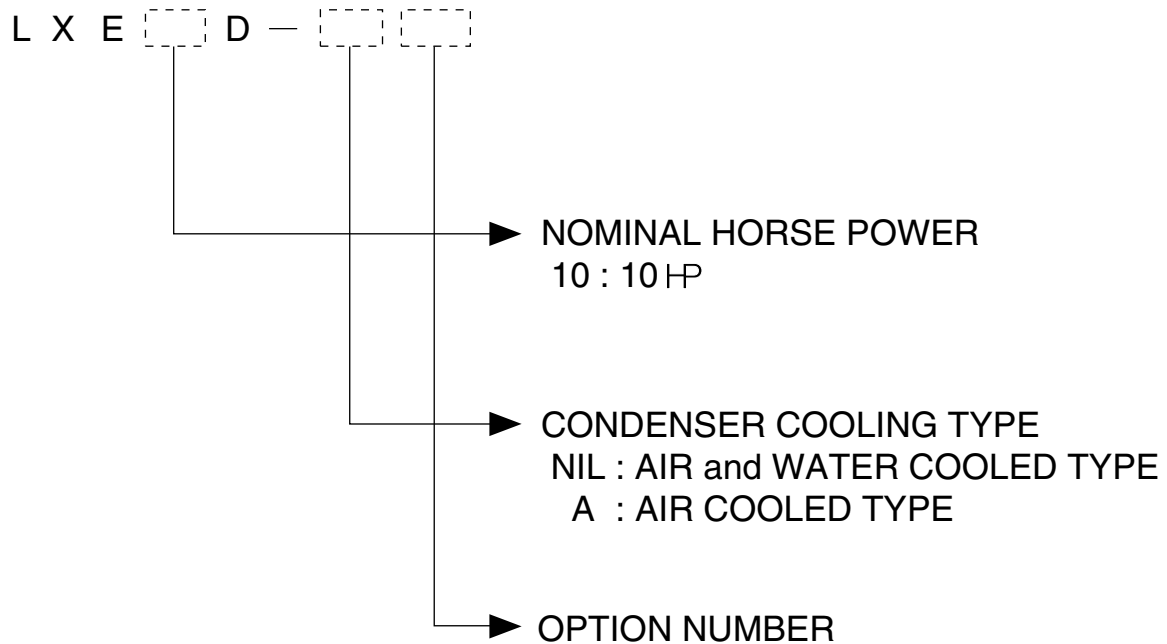 L X E D —
NOMINAL HORSE POWER
10 : 10 HP
CONDENSER COOLING TYPE
NIL : AIR and WATER COOLED TYPE
A : AIR COOLED TYPE
OPTION NUMBER